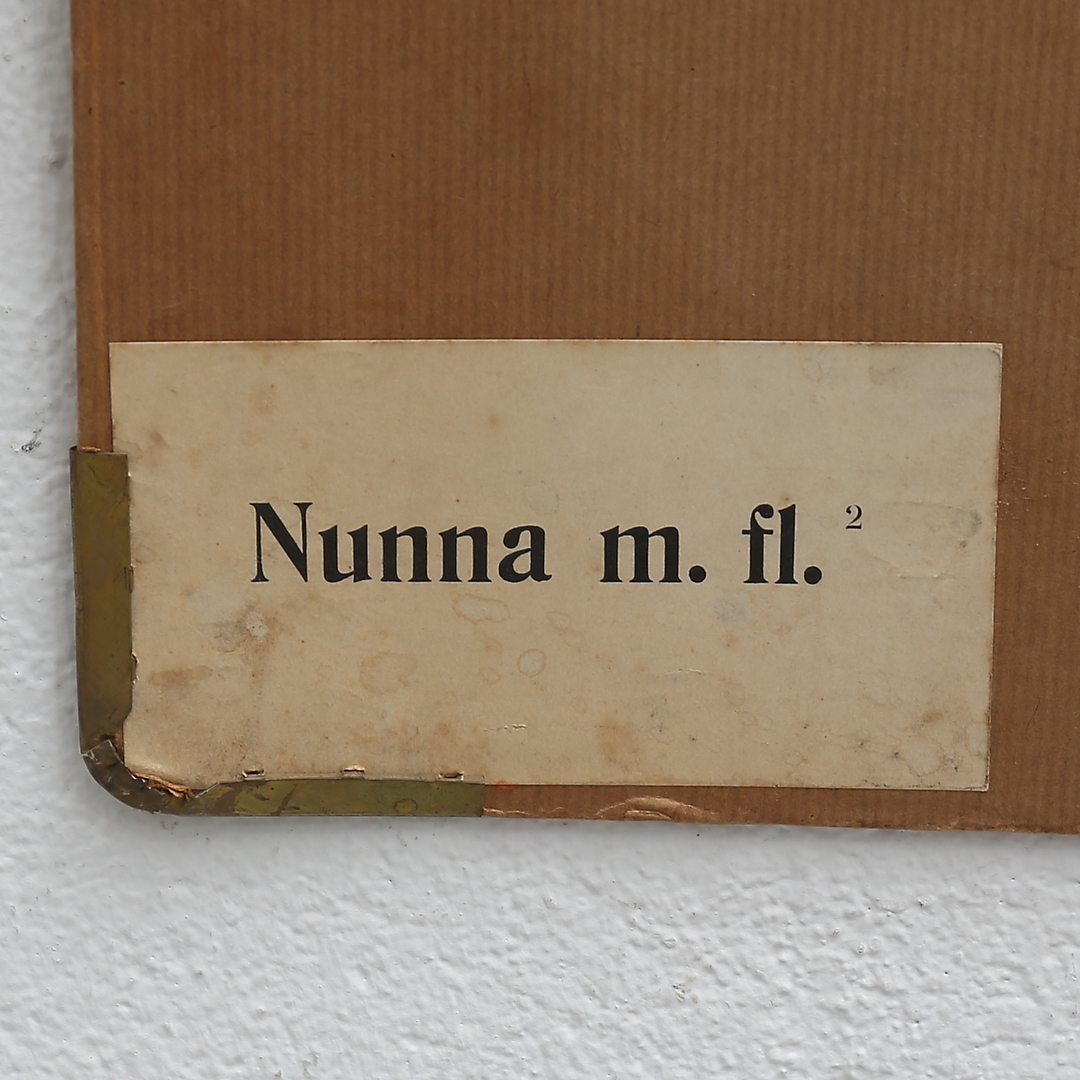 Nunna m. fl. ²